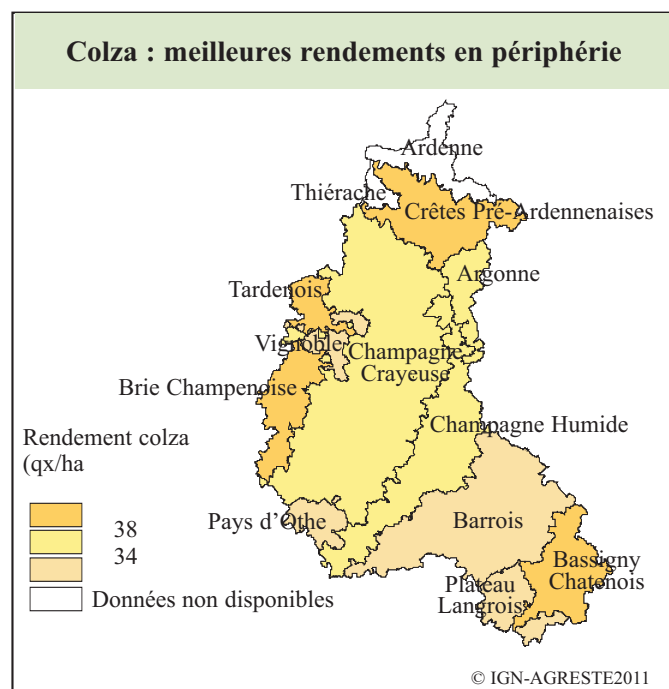 Colza : meilleures rendements en périphérie
Ardenne
Thiérache
Crêtes Pré-Ardennenaises
Argonne
Tardenois
Vignoble
Champagne
Crayeuse
Brie Champenoise
Champagne Humide
Rendement colza
(qx/ha
38
34
Données non disponibles
Pays d'Othe
Barrois
Bassigny
Chatenois
Plateau
Langrois
© IGN-AGRESTE2011